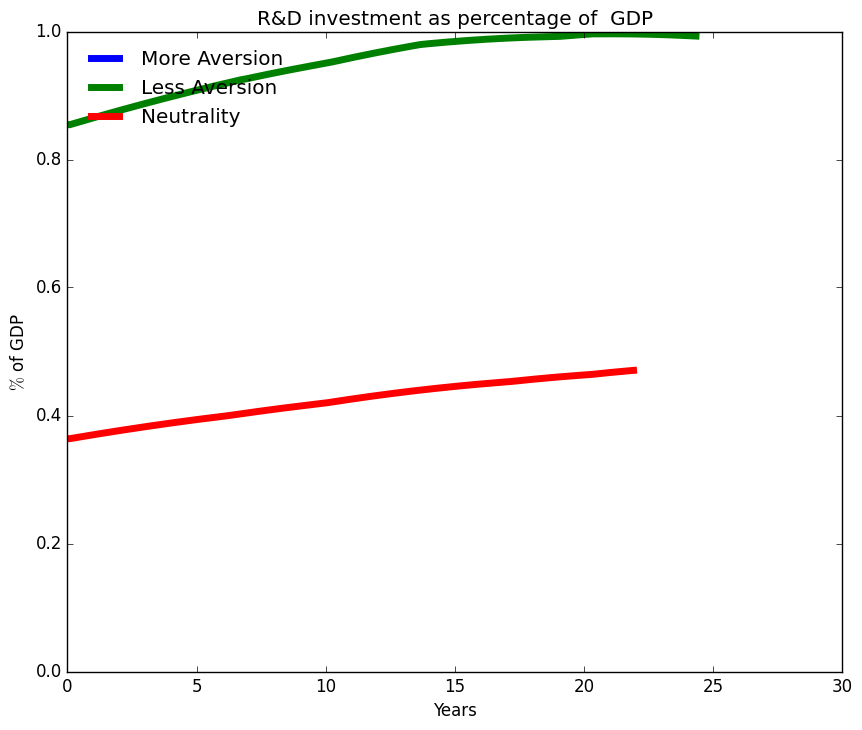 R&D investment as percentage of  GDP
More Aversion
Less Aversion
Neutrality
1.0
0.8
0.6
0.4
0.2
0.0
% of GDP
0 5 10 15 20 25 30
Years